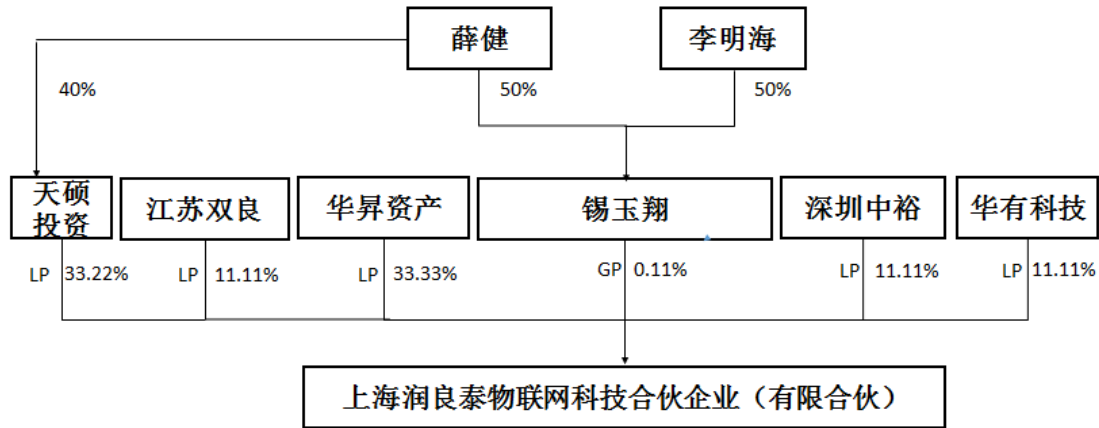 薛健
李明海
40%
50%
50%
天硕
投资
江苏双良
华昇资产
锡玉翔
深圳中裕
华有科技
LP 33.22%
LP 11.11%
LP 33.33%
GP 0.11%
LP 11.11%
LP 11.11%
上海润良泰物联网科技合伙企业（有限合伙）